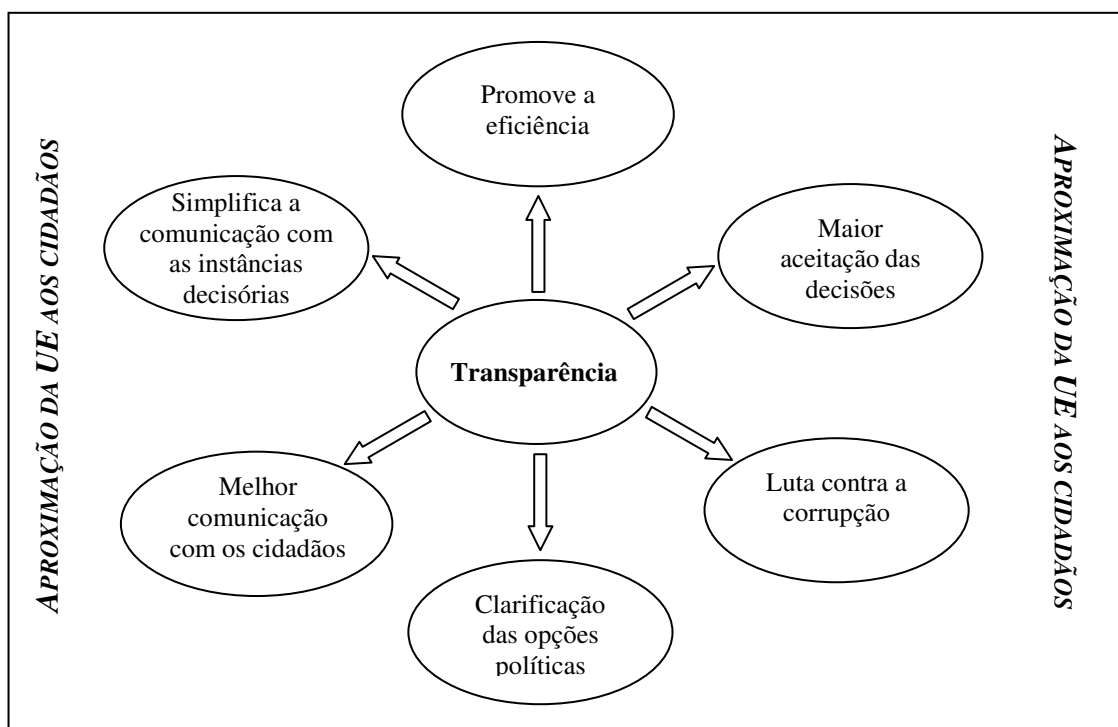 APROXIMAÇÃO DA UE AOS CIDADÃOS
Promove a
eficiência
Simplifica a
comunicação com
as instâncias
decisórias
Maior
aceitação das
decisões
Transparência
Melhor
comunicação
com os cidadãos
Luta contra a
corrupção
Clarificação
das opções
políticas
APROXIMAÇÃO DA UE AOS CIDADÃOS